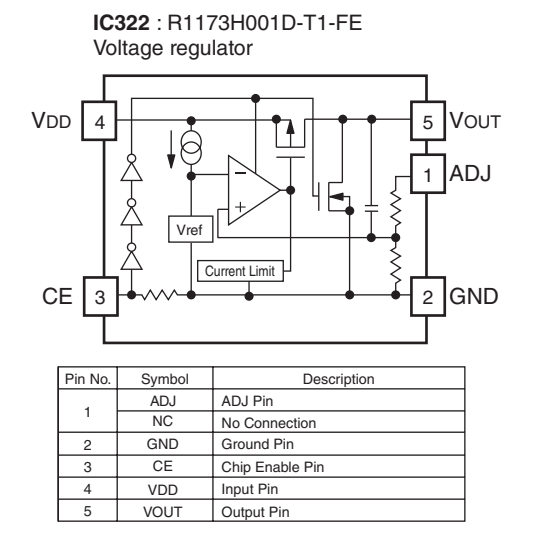 IC322 : R1173H001D-T1-FE
Voltage regulator
VDD 4 5 VOUT
1 ADJ
Vref
Current Limit
CE 3 2 GND
Pin No. Symbol Description
1 ADJ ADJ Pin
NC No Connection
2 GND Ground Pin
3 CE Chip Enable Pin
4 VDD Input Pin
5 VOUT Output Pin